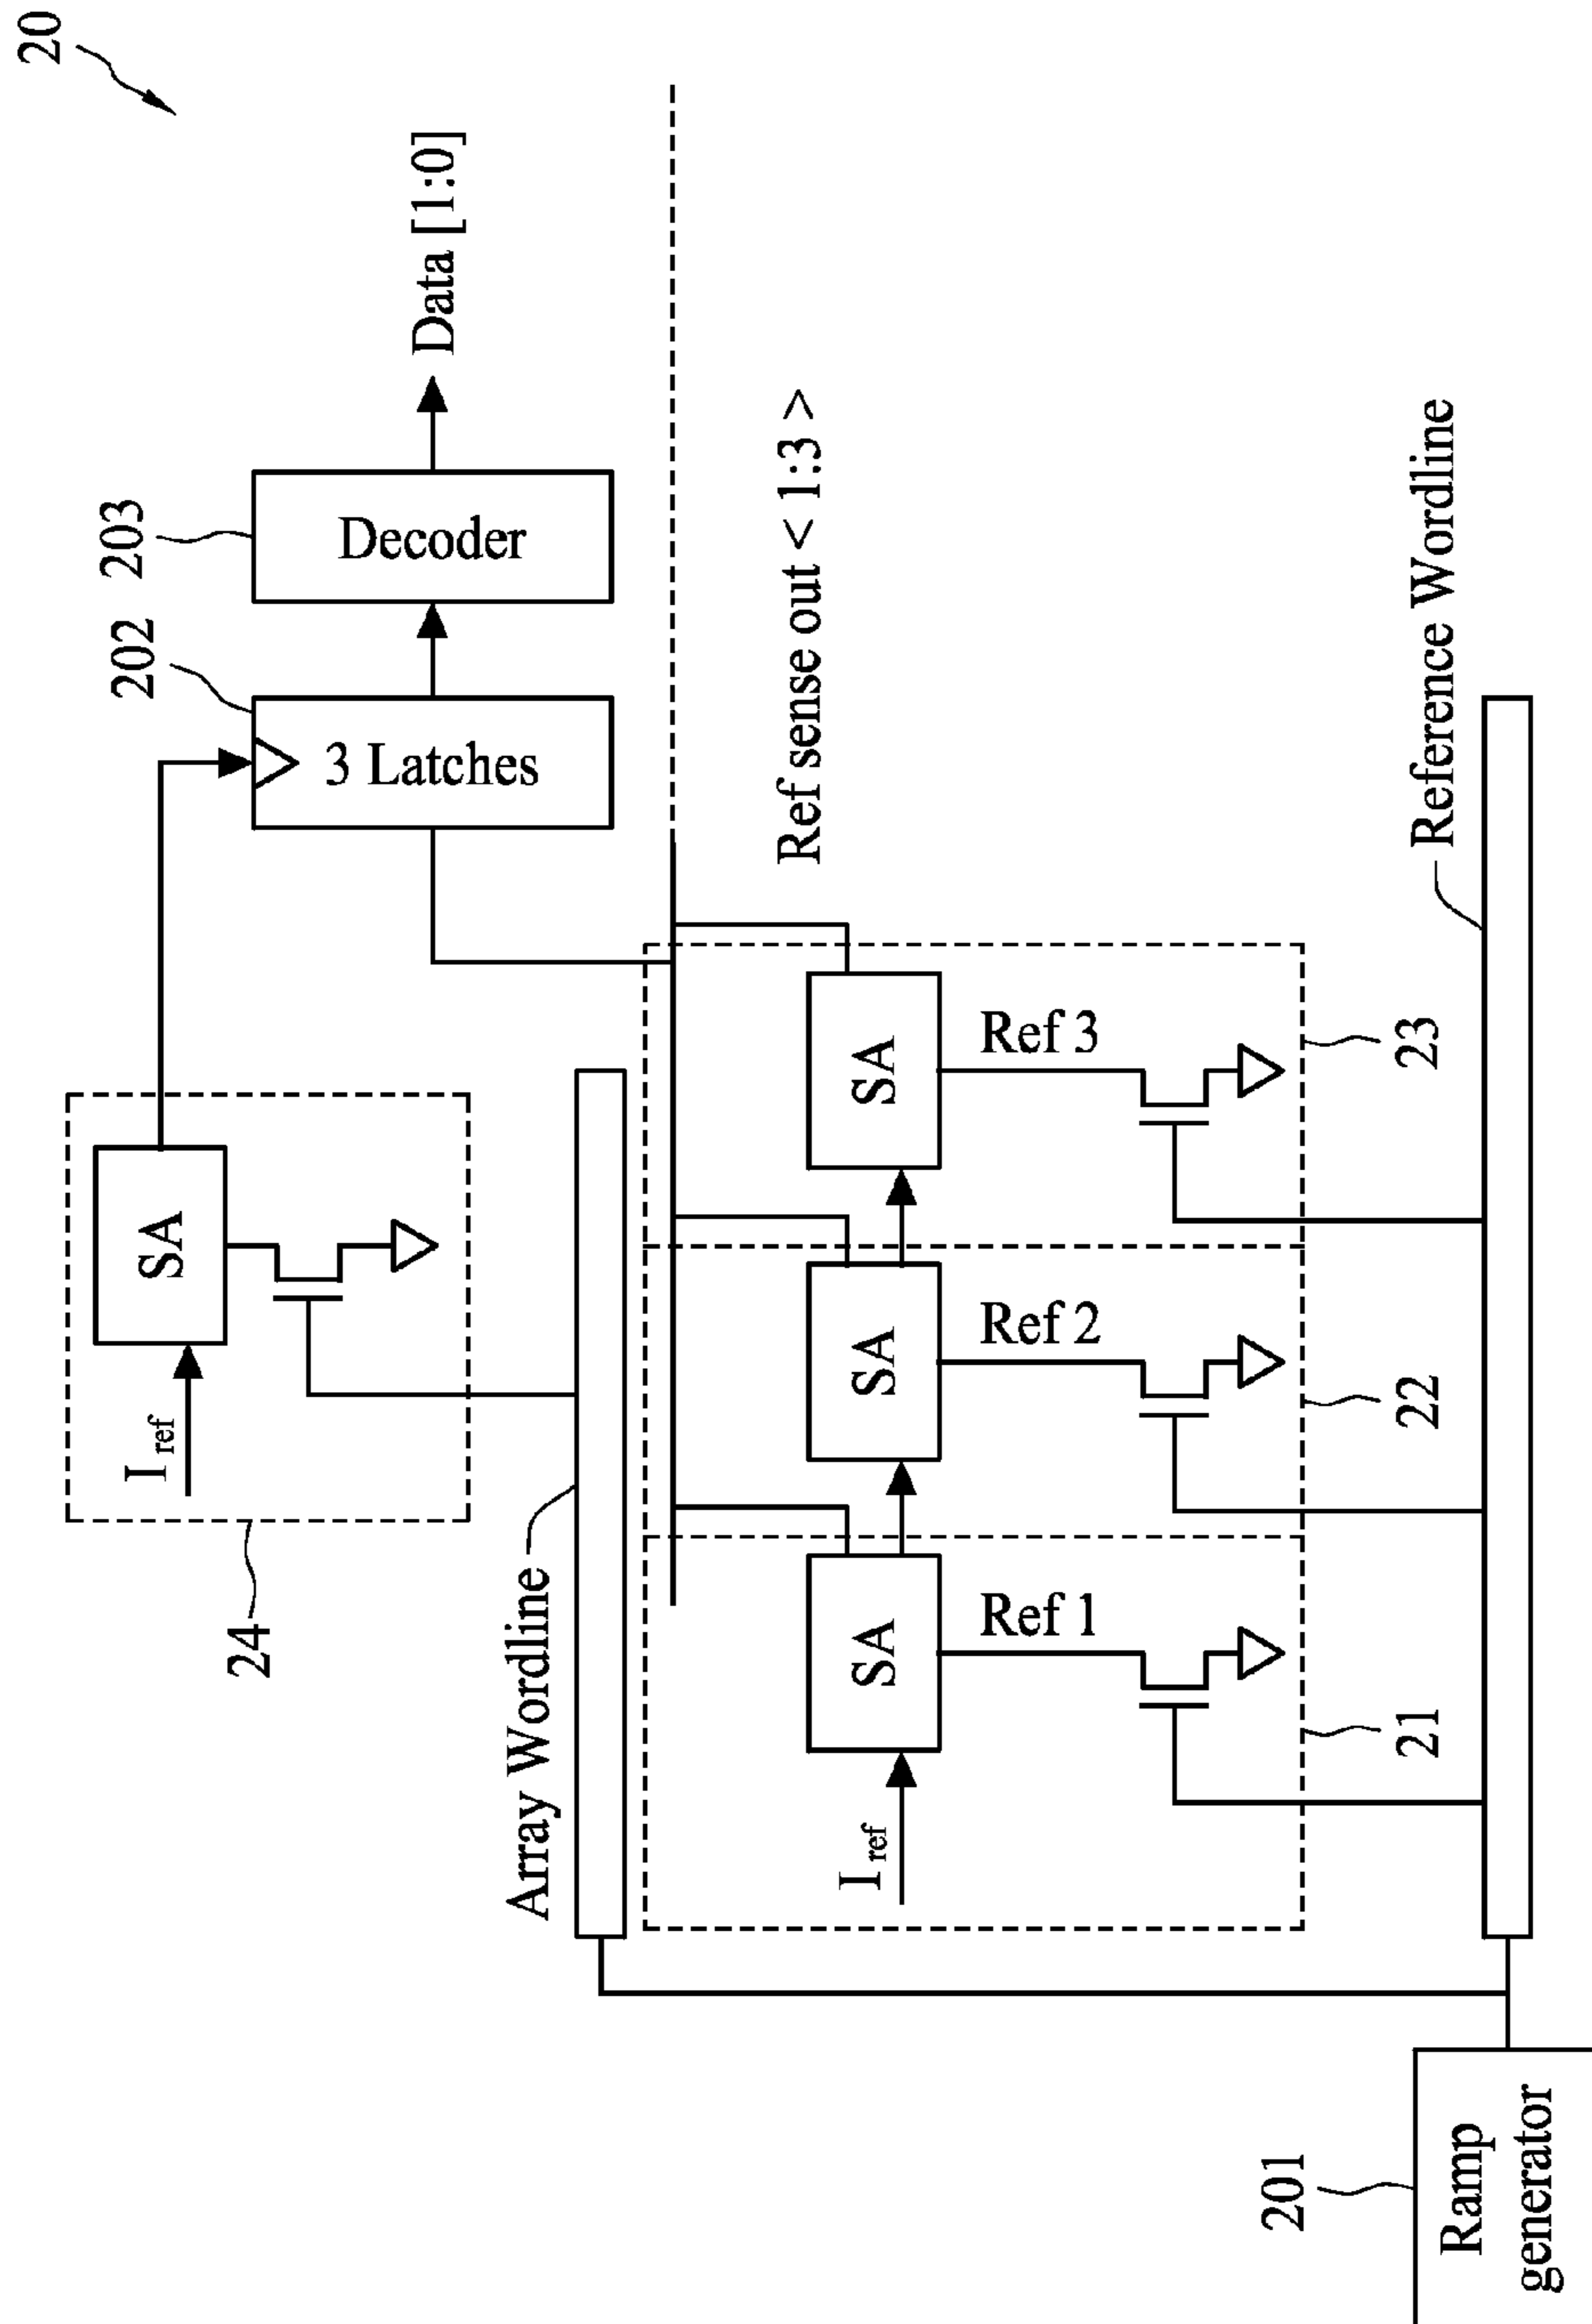 20
24
I ref
SA
202
203
3 Latches
Decoder
Data [1:0]
Array Wordline
Ref sense out < 1:3 >
I ref
SA
SA
SA
Ref 1
Ref 2
Ref 3
21
22
23
201
Ramp
generator
Reference Wordline